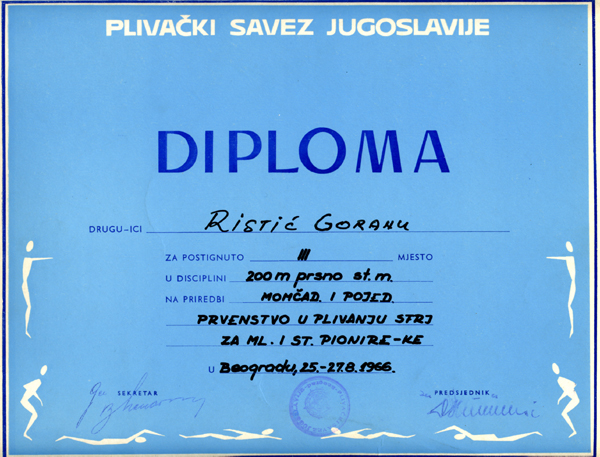 PLIVAČKI SAVEZ JUGOSLAVIJE
DIPLOMA
DRUGU-ICI RISTIĆ GORANU
ZA POSTIGNUTO III MJESTO
U DISCIPLINI 200m prsno st. m.
NA PRIREDBI MOMČAD. I POJED.
PRVENSTVO U PLIVANJU SFRJ
ZA ML. I ST. PIONIRE-KE
U Beogradu, 25.-27.8.1966.
SEKRETAR PREDSJEDNIK